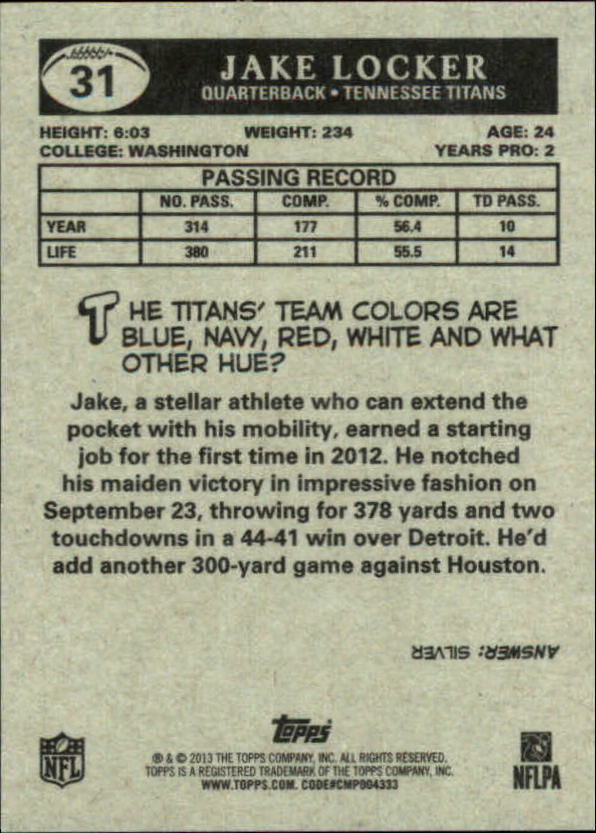 31
JAKE LOCKER
QUARTERBACK • TENNESSEE TITANS
HEIGHT: 6:03 WEIGHT: 234 AGE: 24
COLLEGE: WASHINGTON YEARS PRO: 2
PASSING RECORD
NO. PASS. COMP. % COMP. TD PASS.
YEAR 314 177 56.4 10
LIFE 380 211 55.5 14
THE TITANS' TEAM COLORS ARE
BLUE, NAVY, RED, WHITE AND WHAT
OTHER HUE?
Jake, a stellar athlete who can extend the
pocket with his mobility, earned a starting
job for the first time in 2012. He notched
his maiden victory in impressive fashion on
September 23, throwing for 378 yards and two
touchdowns in a 44-41 win over Detroit. He'd
add another 300-yard game against Houston.
ANSWER: SILVER
Topps
® & © 2013 THE TOPPS COMPANY, INC. ALL RIGHTS RESERVED.
TOPPS IS A REGISTERED TRADEMARK OF THE TOPPS COMPANY, INC.
WWW.TOPPS.COM. CODE#CMP004333
NFL
NFLPA